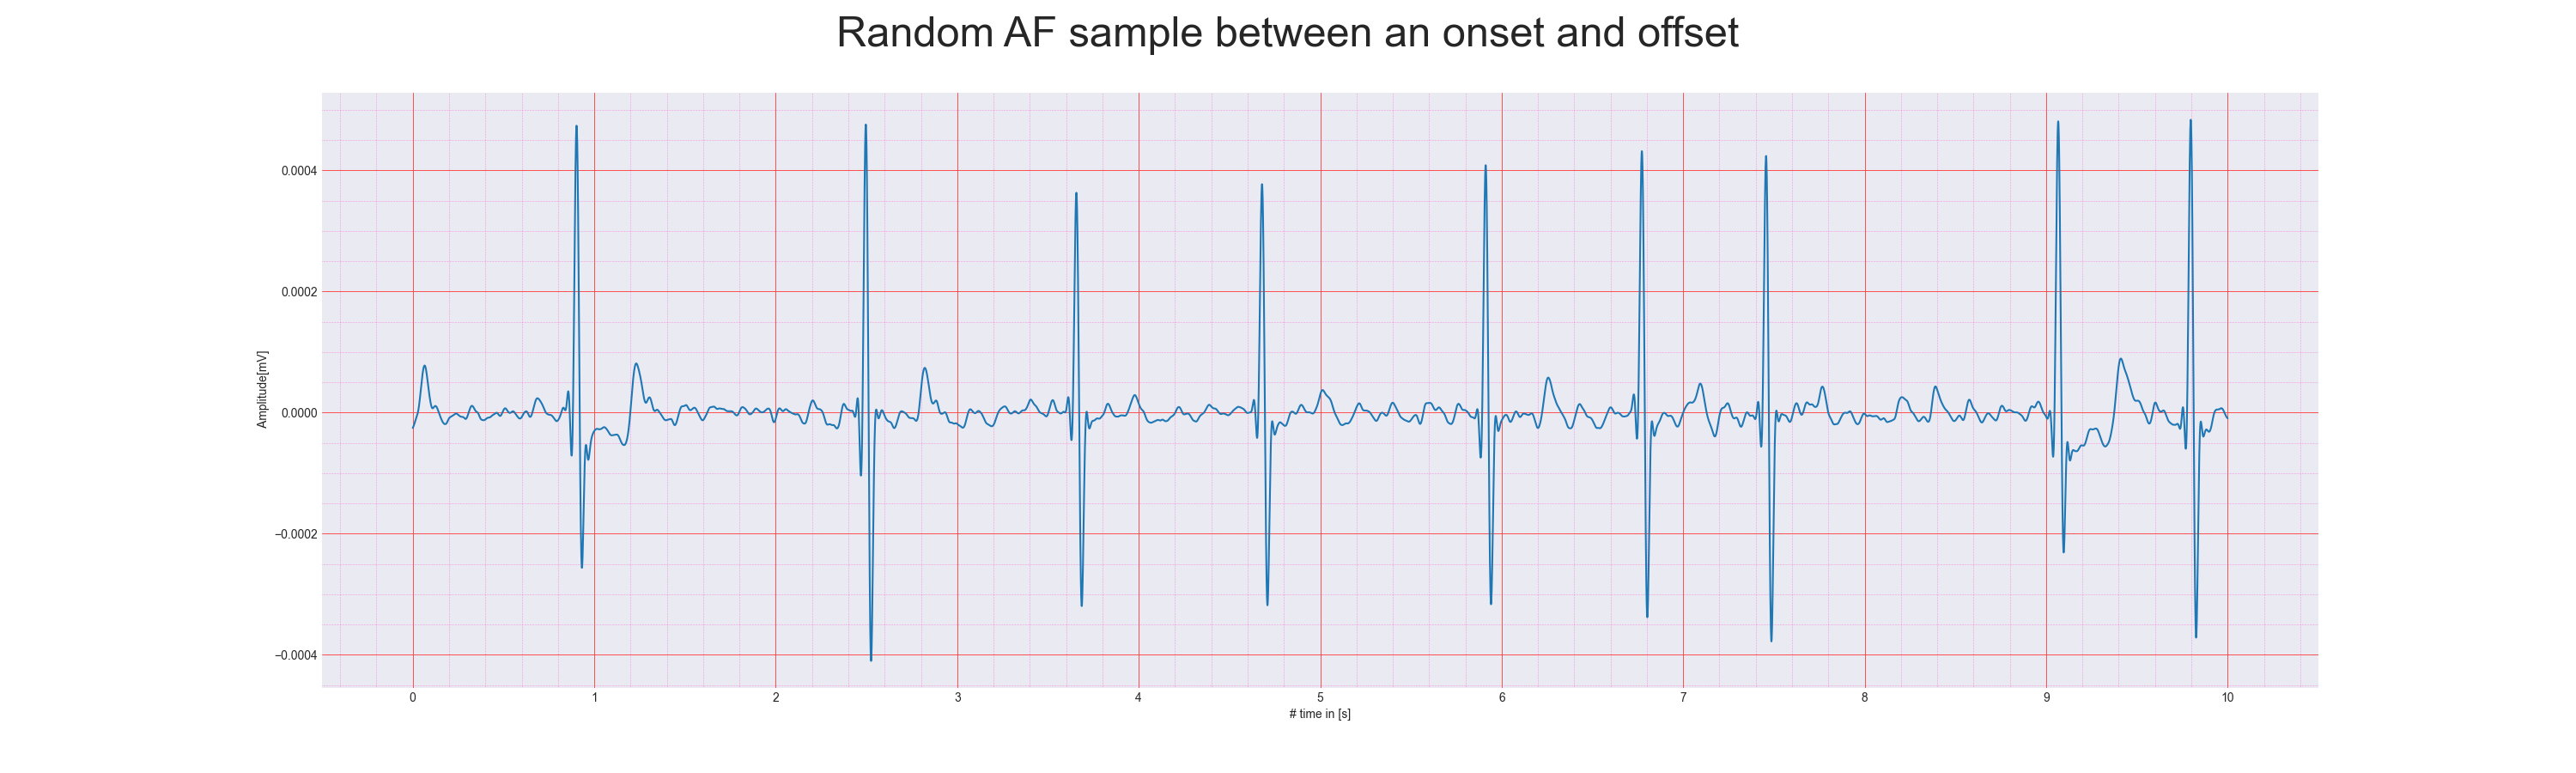 Random AF sample between an onset and offset
Amplitude[mV]
0.0004
0.0002
0.0000
−0.0002
−0.0004
0 1 2 3 4 5 6 7 8 9 10
# time in [s]